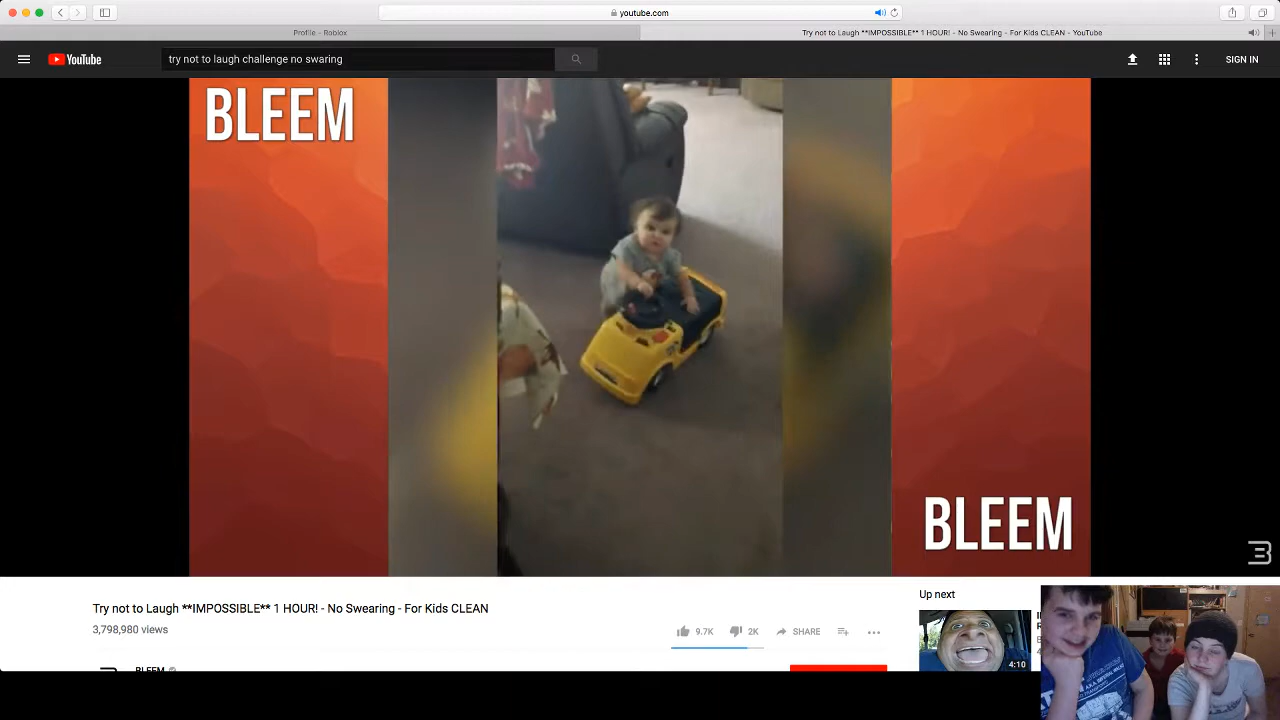 youtube.com
Profile - Roblox
Try not to Laugh **IMPOSSIBLE** 1 HOUR! - No Swearing - For Kids CLEAN - YouTube
YouTube
try not to laugh challenge no swaring
SIGN IN
BLEEM
BLEEM
Try not to Laugh **IMPOSSIBLE** 1 HOUR! - No Swearing - For Kids CLEAN
3,798,980 views
9.7K
2K
SHARE
Up next
4:10
BLEEM